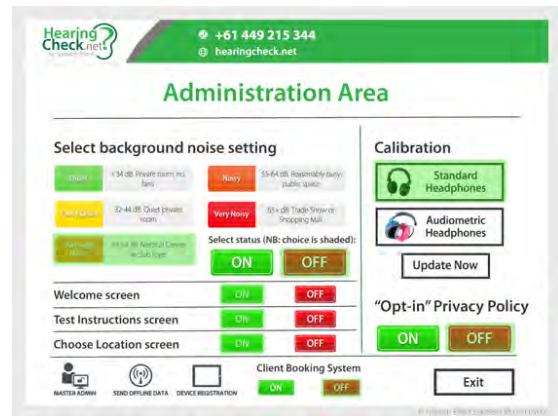 Hearing
Check.net
+61 449 215 344
hearingcheck.net
Administration Area
Select background noise setting
Calibration
Quiet
<34 dB Private room, no
fans
Noisy
55-64 dB Reasonably busy
public space
32-44 dB Quiet private
room
Very Noisy
65+ dB Trade Show or
Shopping Mall
Standard
Headphones
Audiometric
Headphones
Update Now
Select status (NB: choice is shaded):
ON
OFF
Welcome screen
ON
OFF
Test Instructions screen
ON
OFF
Choose Location screen
ON
OFF
"Opt-in" Privacy Policy
ON
OFF
MASTER ADMIN
SEND OFFLINE DATA
DEVICE REGISTRATION
Client Booking System
ON
OFF
Exit